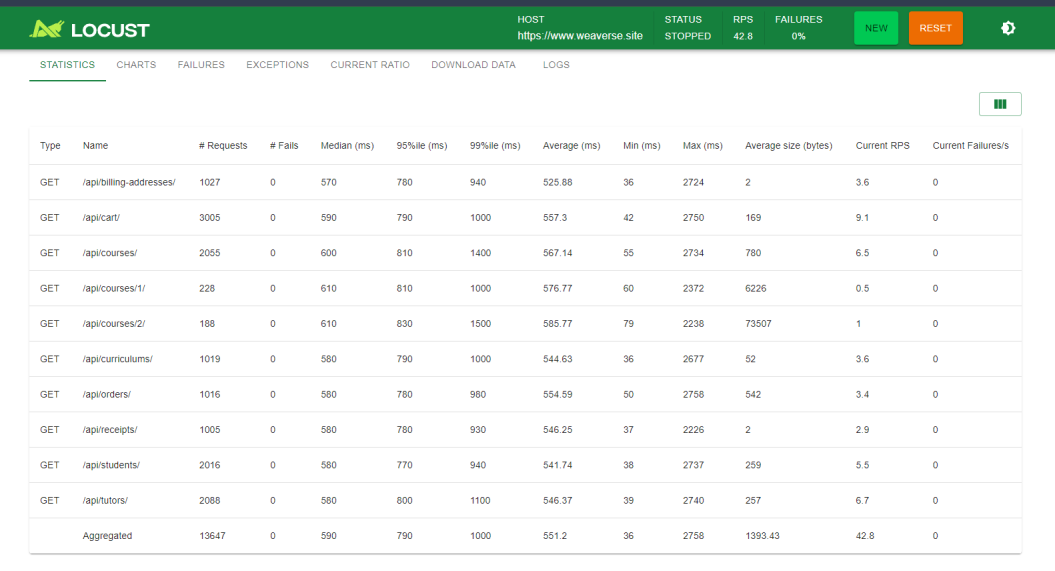 LOCUST
HOST STATUS RPS FAILURES
https://www.weaverse.site STOPPED 42.8 0%
NEW RESET
STATISTICS CHARTS FAILURES EXCEPTIONS CURRENT RATIO DOWNLOAD DATA LOGS
Type Name # Requests # Fails Median (ms) 95%ile (ms) 99%ile (ms) Average (ms) Min (ms) Max (ms) Average size (bytes) Current RPS Current Failures/s
GET /api/billing-addresses/ 1027 0 570 780 940 525.88 36 2724 2 3.6 0
GET /api/cart/ 3005 0 590 790 1000 557.3 42 2750 169 9.1 0
GET /api/courses/ 2055 0 600 810 1400 567.14 55 2734 780 6.5 0
GET /api/courses/1/ 228 0 610 810 1000 576.77 60 2372 6226 0.5 0
GET /api/courses/2/ 188 0 610 830 1500 585.77 79 2238 73507 1 0
GET /api/curriculums/ 1019 0 580 790 1000 544.63 36 2677 52 3.6 0
GET /api/orders/ 1016 0 580 780 980 554.59 50 2758 542 3.4 0
GET /api/receipts/ 1005 0 580 780 930 546.25 37 2226 2 2.9 0
GET /api/students/ 2016 0 580 770 940 541.74 38 2737 259 5.5 0
GET /api/tutors/ 2088 0 580 800 1100 546.37 39 2740 257 6.7 0
Aggregated 13647 0 590 790 1000 551.2 36 2758 1393.43 42.8 0